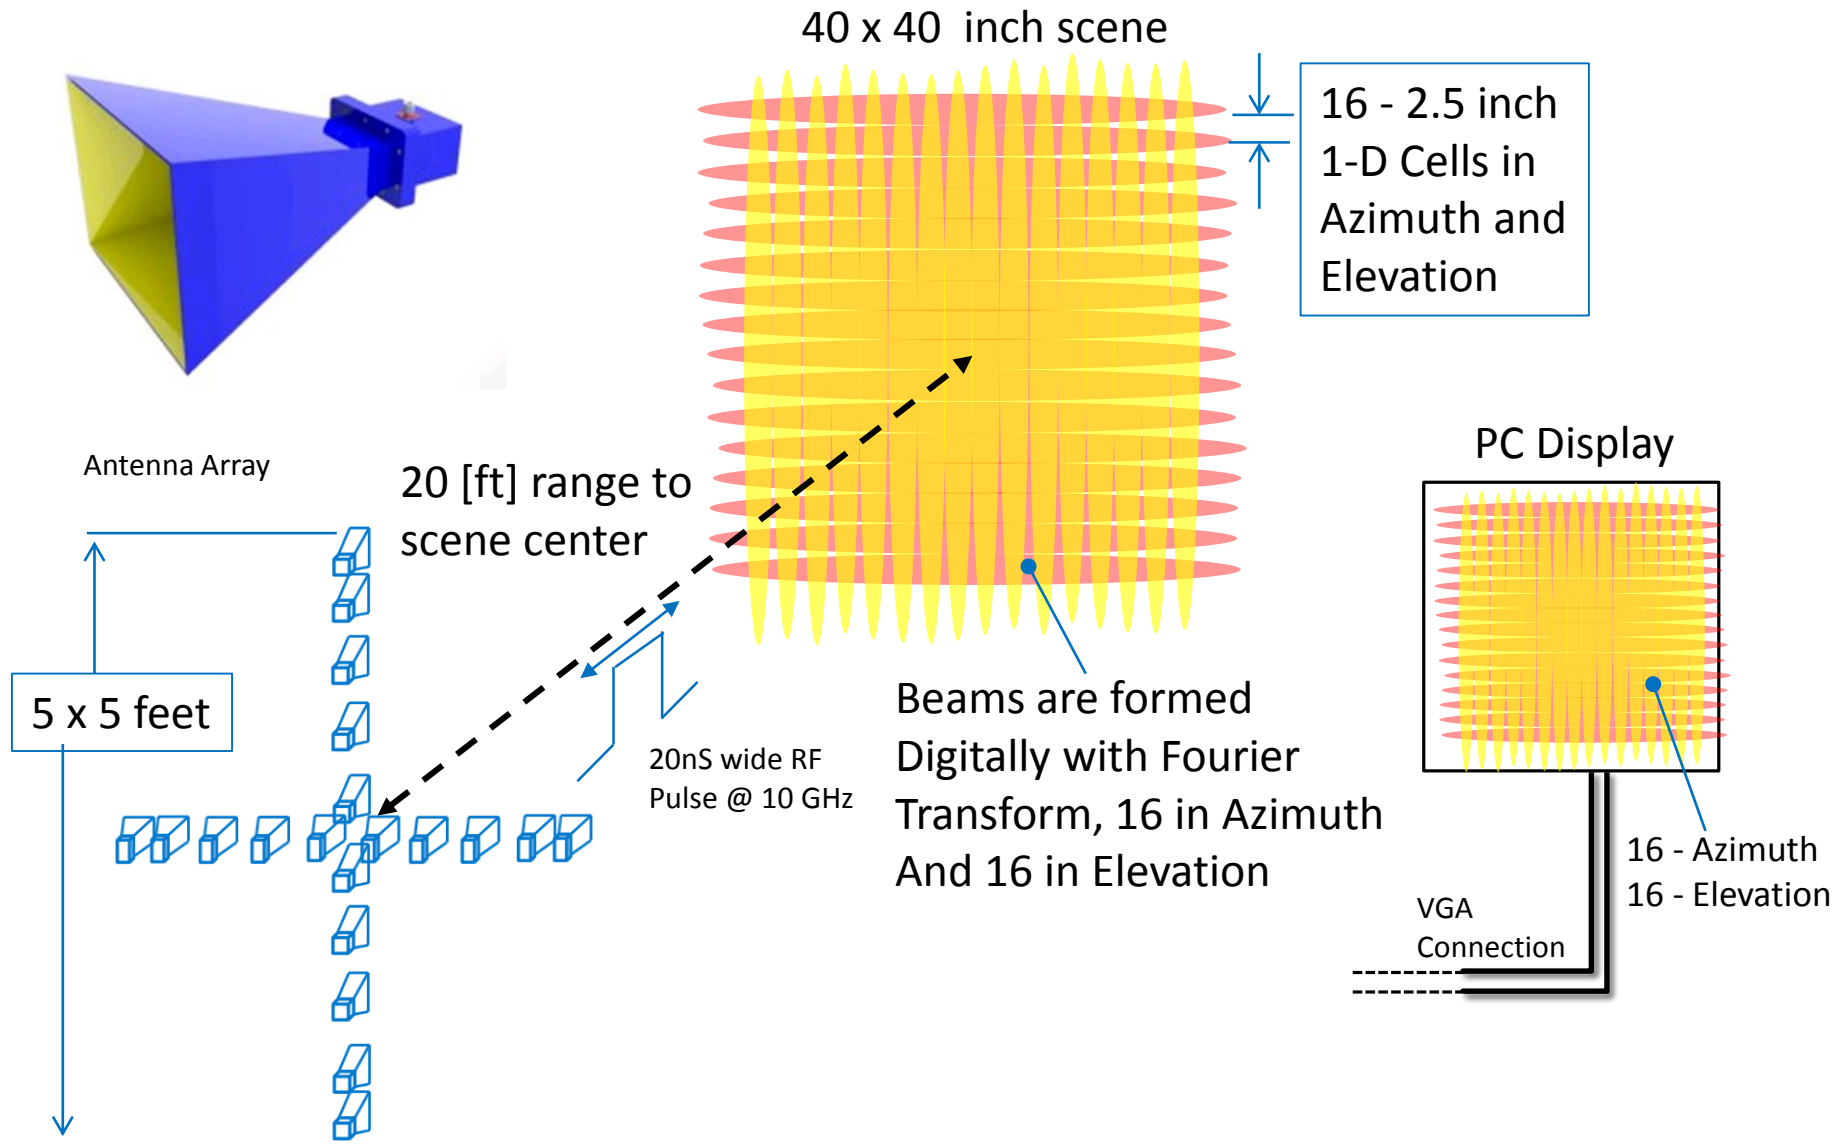 40 x 40 inch scene
16 - 2.5 inch
1-D Cells in
Azimuth and
Elevation
Antenna Array
20 [ft] range to
scene center
5 x 5 feet
20nS wide RF
Pulse @ 10 GHz
Beams are formed
Digitally with Fourier
Transform, 16 in Azimuth
And 16 in Elevation
PC Display
16 - Azimuth
16 - Elevation
VGA
Connection